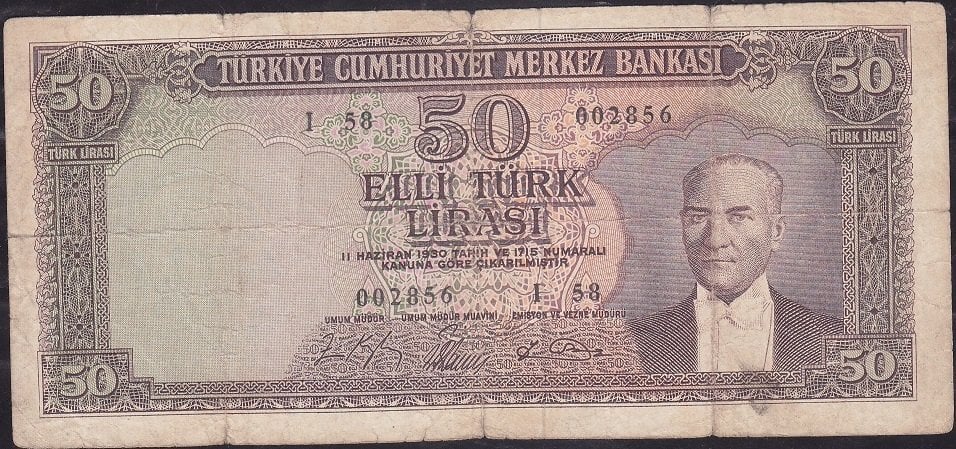 50 TÜRKİYE CUMHURİYET MERKEZ BANKASI 50
TÜRK LİRASI
TÜRK LİRASI
I 58 50 002856
ELLİ TÜRK
LİRASI
11 HAZİRAN 1930 TARİH VE 1715 NUMARALI
KANUNA GÖRE ÇIKARILMIŞTIR
002856 I 58
UMUM MÜDÜR UMUM MÜDÜR MUAVİNİ EMİSYON VE VEZNE MÜDÜRÜ
50 50